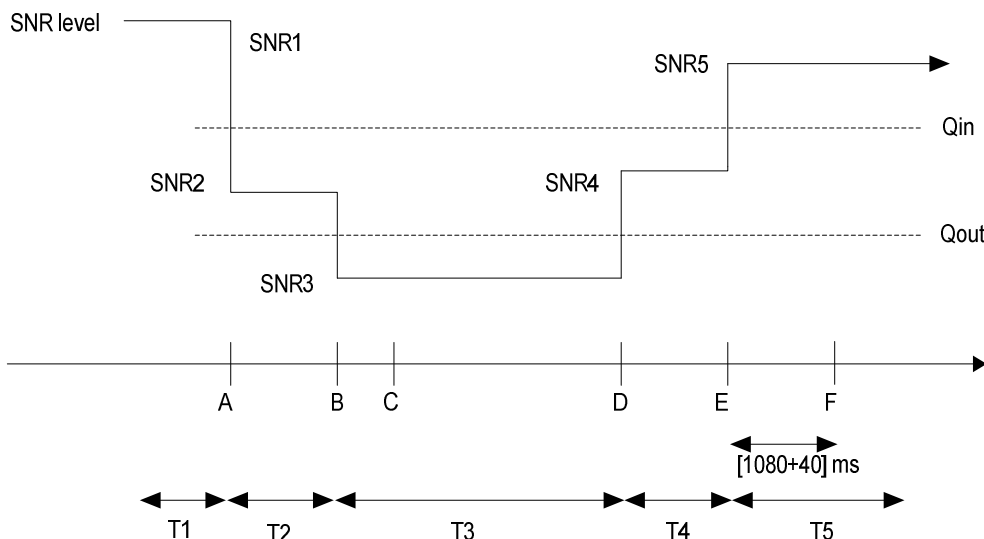 SNR level
SNR1
SNR5
Qin
SNR2
SNR4
Qout
SNR3
A B C D E F
[1080+40] ms
T1 T2 T3 T4 T5